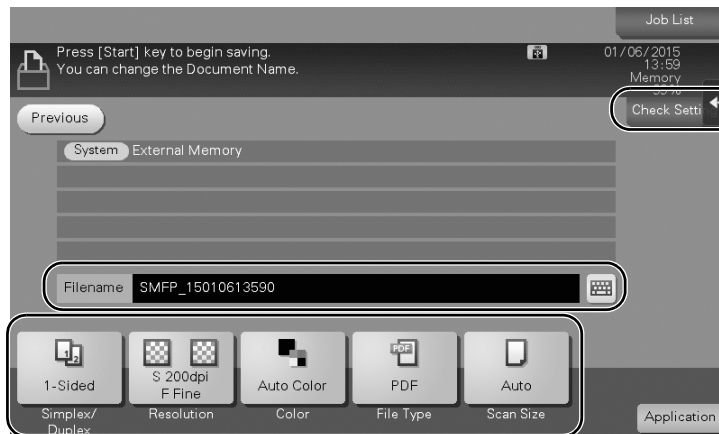 Job List
Press [Start] key to begin saving.
You can change the Document Name.
01/06/2015
13:59
Memory
99%
Check Setti
Previous
System External Memory
Filename SMFP_15010613590
1-Sided
S 200dpi
F Fine
Auto Color
PDF
PDF
Auto
Simplex/
Duplex
Resolution
Color
File Type
Scan Size
Application